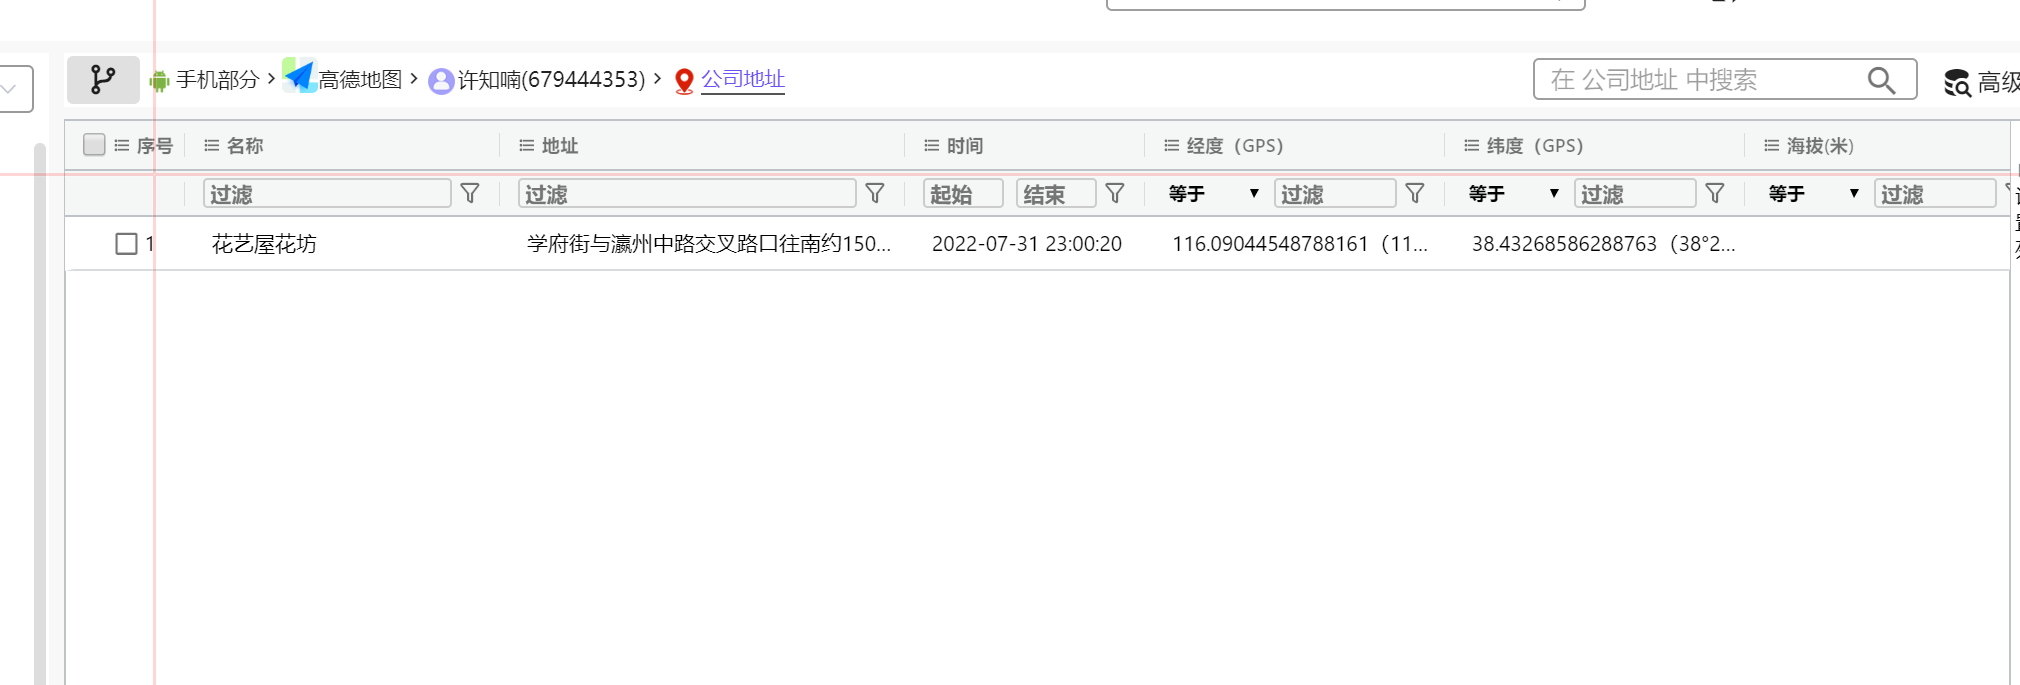 手机部分 > 高德地图 > 许知喃(679444353) > 公司地址
在 公司地址 中搜索
高级
序号 名称 地址 时间 经度（GPS） 纬度（GPS） 海拔(米)
过滤 过滤 起始 结束 等于 ▼ 过滤 等于 ▼ 过滤 等于 ▼ 过滤
1 花艺屋花坊 学府街与瀛州中路交叉路口往南约150... 2022-07-31 23:00:20 116.09044548788161（11... 38.43268586288763（38°2...